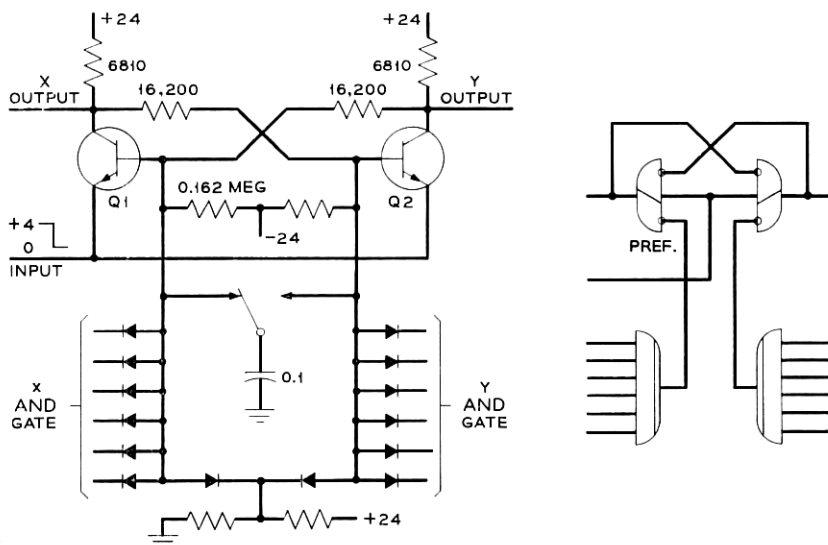 +24
+24
6810
6810
X
OUTPUT
16,200
16,200
Y
OUTPUT
Q1
Q2
0.162 MEG
-24
+4
0
INPUT
PREF.
0.1
X
AND
GATE
Y
AND
GATE
+24